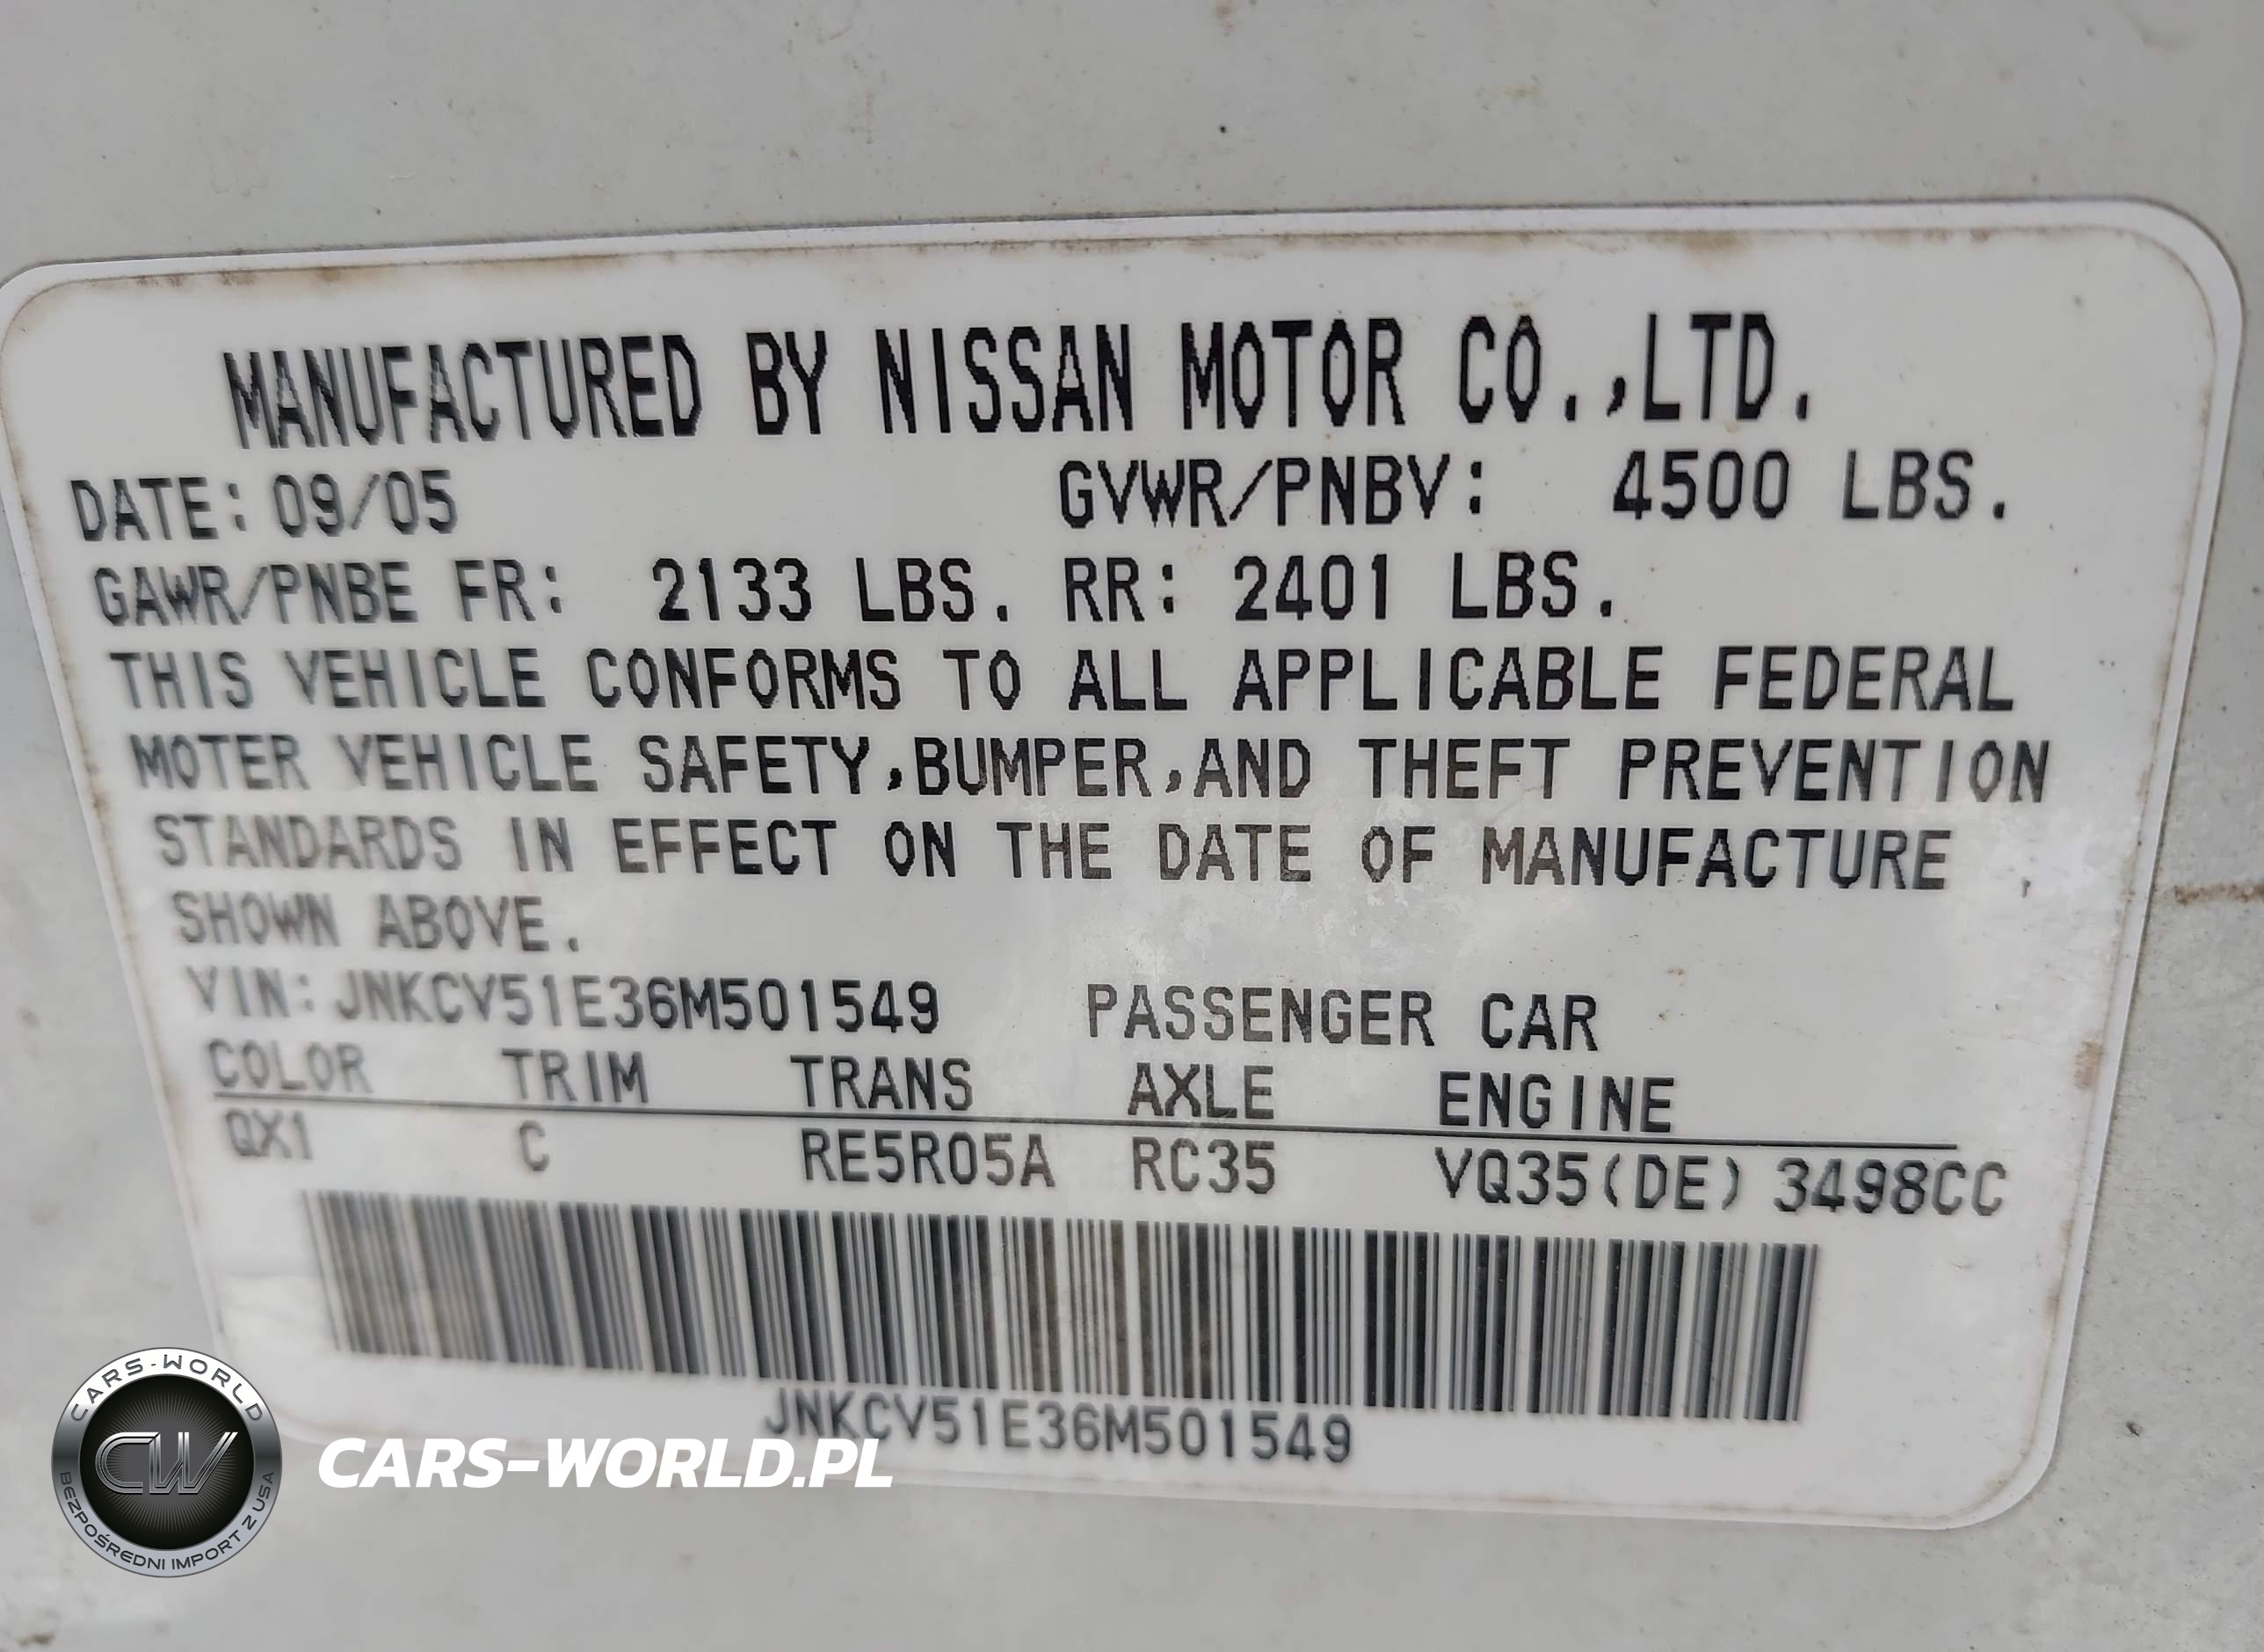 MANUFACTURED BY NISSAN MOTOR CO.,LTD.
DATE: 09/05 GVWR/PNBV: 4500 LBS.
GAWR/PNBE FR: 2133 LBS. RR: 2401 LBS.
THIS VEHICLE CONFORMS TO ALL APPLICABLE FEDERAL
MOTER VEHICLE SAFETY,BUMPER,AND THEFT PREVENTION
STANDARDS IN EFFECT ON THE DATE OF MANUFACTURE
SHOWN ABOVE.
VIN: JNKCV51E36M501549 PASSENGER CAR
COLOR TRIM TRANS AXLE ENGINE
QX1 C RE5R05A RC35 VQ35(DE) 3498CC
JNKCV51E36M501549
CARS-WORLD
CW
BEZPOŚREDNI IMPORT Z USA
CARS-WORLD.PL